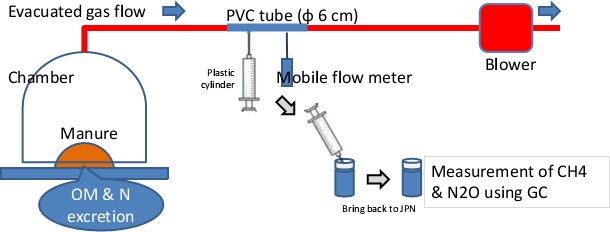 Evacuated gas flow
PVC tube (ф 6 cm)
Blower
Chamber
Plastic
cylinder
Mobile flow meter
Manure
OM & N
excretion
Bring back to JPN
Measurement of CH4
& N2O using GC